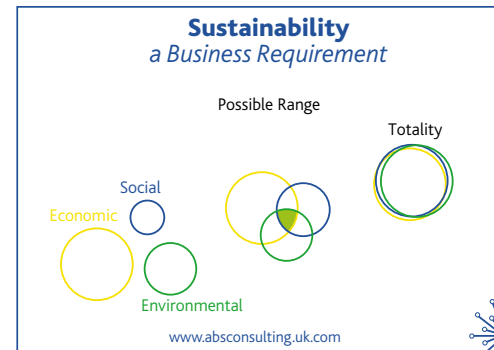 Sustainability
a Business Requirement
Possible Range
Totality
Social
Economic
Environmental
www.absconsulting.uk.com